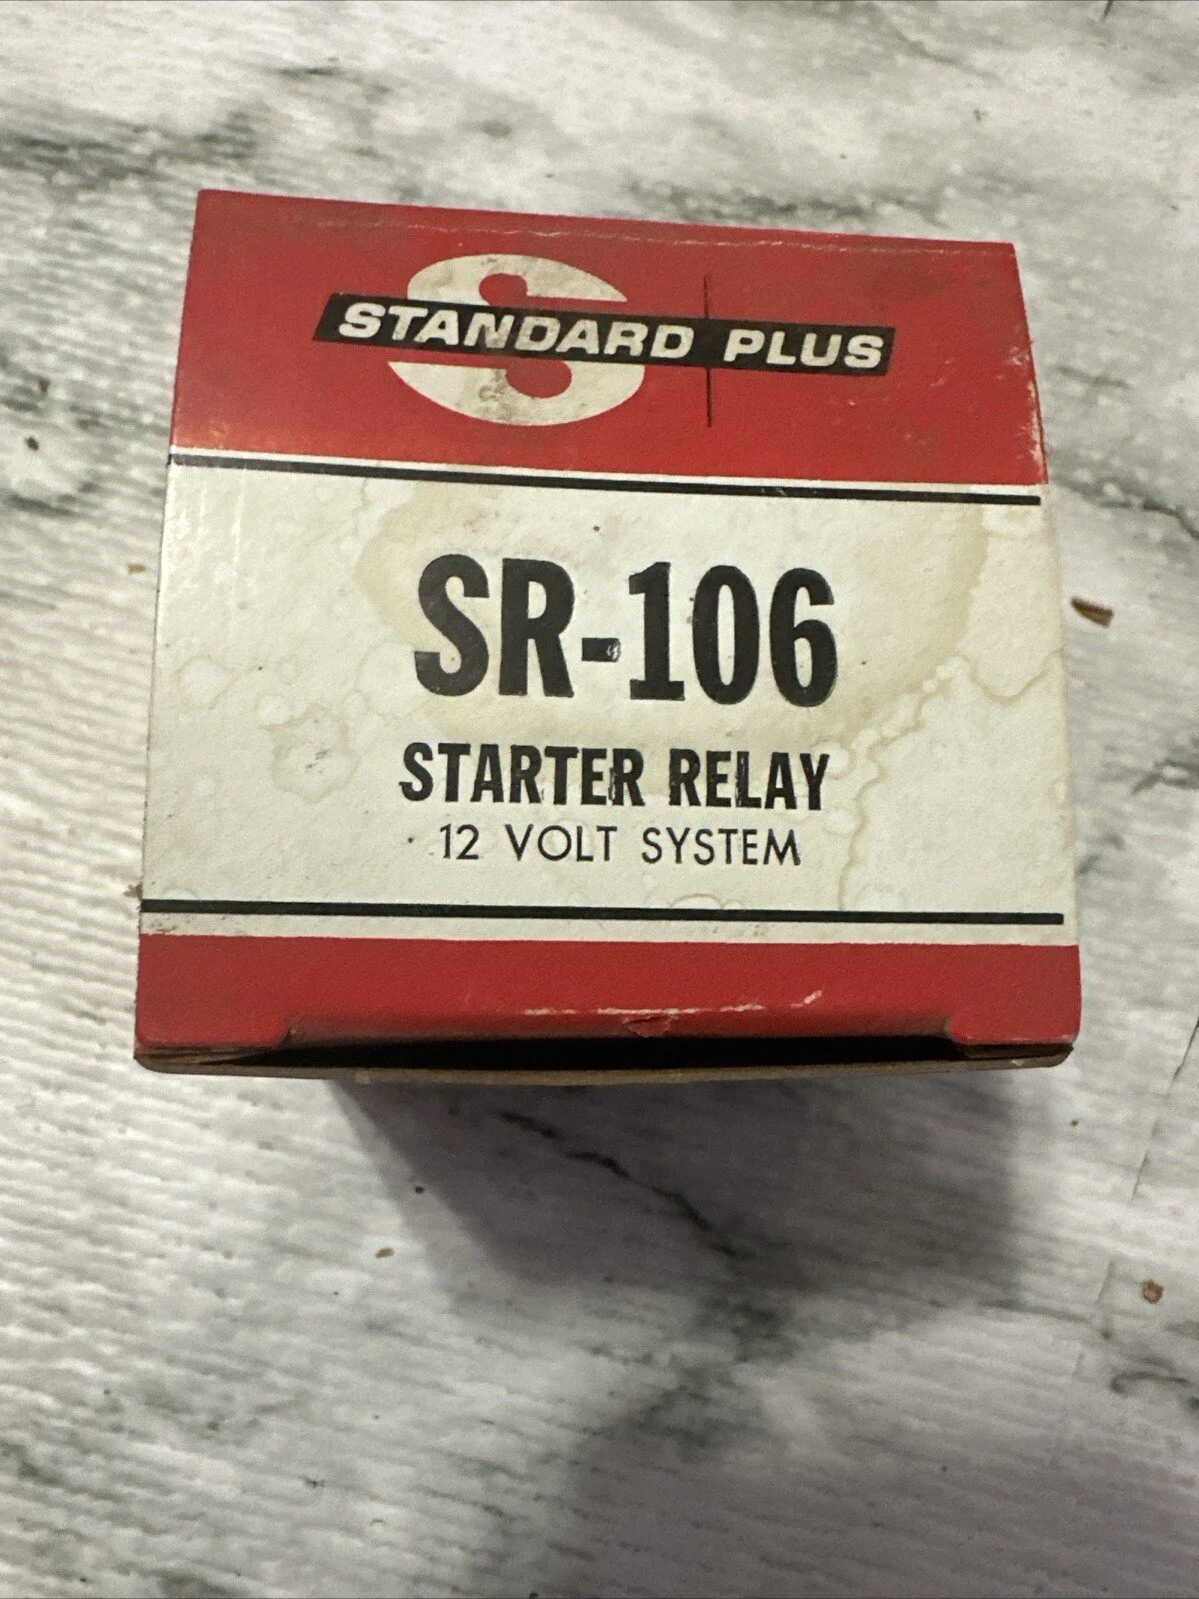 STANDARD PLUS
SR-106
STARTER RELAY
12 VOLT SYSTEM